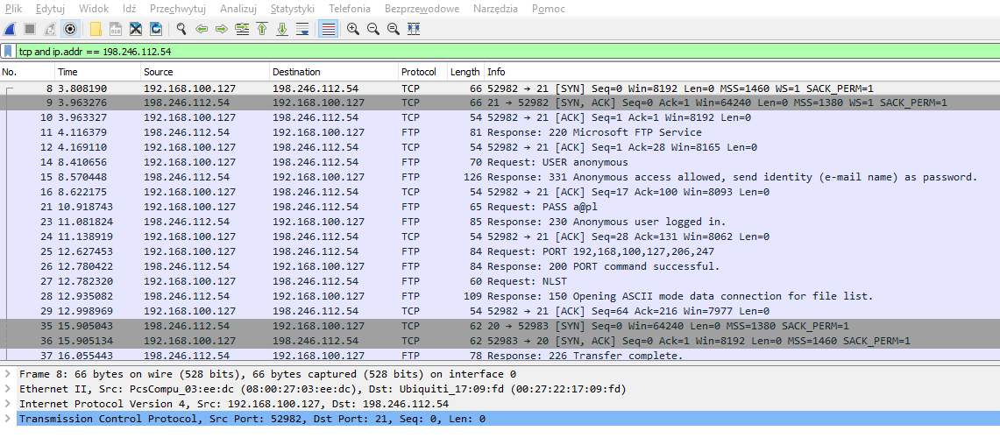 Plik Edytuj Widok Idź Przechwytuj Analizuj Statystyki Telefonia Bezprzewodowe Narzędzia Pomoc
tcp and ip.addr == 198.246.112.54
No. Time Source Destination Protocol Length Info
8 3.808190 192.168.100.127 198.246.112.54 TCP 66 52982 → 21 [SYN] Seq=0 Win=8192 Len=0 MSS=1460 WS=1 SACK_PERM=1
9 3.963276 198.246.112.54 192.168.100.127 TCP 66 21 → 52982 [SYN, ACK] Seq=0 Ack=1 Win=64240 Len=0 MSS=1380 WS=1 SACK_PERM=1
10 3.963327 192.168.100.127 198.246.112.54 TCP 54 52982 → 21 [ACK] Seq=1 Ack=1 Win=8192 Len=0
11 4.116379 198.246.112.54 192.168.100.127 FTP 81 Response: 220 Microsoft FTP Service
12 4.169110 192.168.100.127 198.246.112.54 TCP 54 52982 → 21 [ACK] Seq=1 Ack=28 Win=8165 Len=0
14 8.410656 192.168.100.127 198.246.112.54 FTP 70 Request: USER anonymous
15 8.570448 198.246.112.54 192.168.100.127 FTP 126 Response: 331 Anonymous access allowed, send identity (e-mail name) as password.
16 8.622175 192.168.100.127 198.246.112.54 TCP 54 52982 → 21 [ACK] Seq=17 Ack=100 Win=8093 Len=0
21 10.918743 192.168.100.127 198.246.112.54 FTP 65 Request: PASS a@pl
23 11.081824 198.246.112.54 192.168.100.127 FTP 85 Response: 230 Anonymous user logged in.
24 11.138919 192.168.100.127 198.246.112.54 TCP 54 52982 → 21 [ACK] Seq=28 Ack=131 Win=8062 Len=0
25 12.627453 192.168.100.127 198.246.112.54 FTP 84 Request: PORT 192,168,100,127,206,247
26 12.780422 198.246.112.54 192.168.100.127 FTP 84 Response: 200 PORT command successful.
27 12.782320 192.168.100.127 198.246.112.54 FTP 60 Request: NLST
28 12.935082 198.246.112.54 192.168.100.127 FTP 109 Response: 150 Opening ASCII mode data connection for file list.
29 12.998969 192.168.100.127 198.246.112.54 TCP 54 52982 → 21 [ACK] Seq=64 Ack=216 Win=7977 Len=0
35 15.905043 198.246.112.54 192.168.100.127 TCP 62 20 → 52983 [SYN] Seq=0 Win=64240 Len=0 MSS=1380 SACK_PERM=1
36 15.905134 192.168.100.127 198.246.112.54 TCP 62 52983 → 20 [SYN, ACK] Seq=0 Ack=1 Win=8192 Len=0 MSS=1460 SACK_PERM=1
37 16.055443 198.246.112.54 192.168.100.127 FTP 78 Response: 226 Transfer complete.
Frame 8: 66 bytes on wire (528 bits), 66 bytes captured (528 bits) on interface 0
Ethernet II, Src: PcsCompu_03:ee:dc (08:00:27:03:ee:dc), Dst: Ubiquiti_17:09:fd (00:27:22:17:09:fd)
Internet Protocol Version 4, Src: 192.168.100.127, Dst: 198.246.112.54
Transmission Control Protocol, Src Port: 52982, Dst Port: 21, Seq: 0, Len: 0